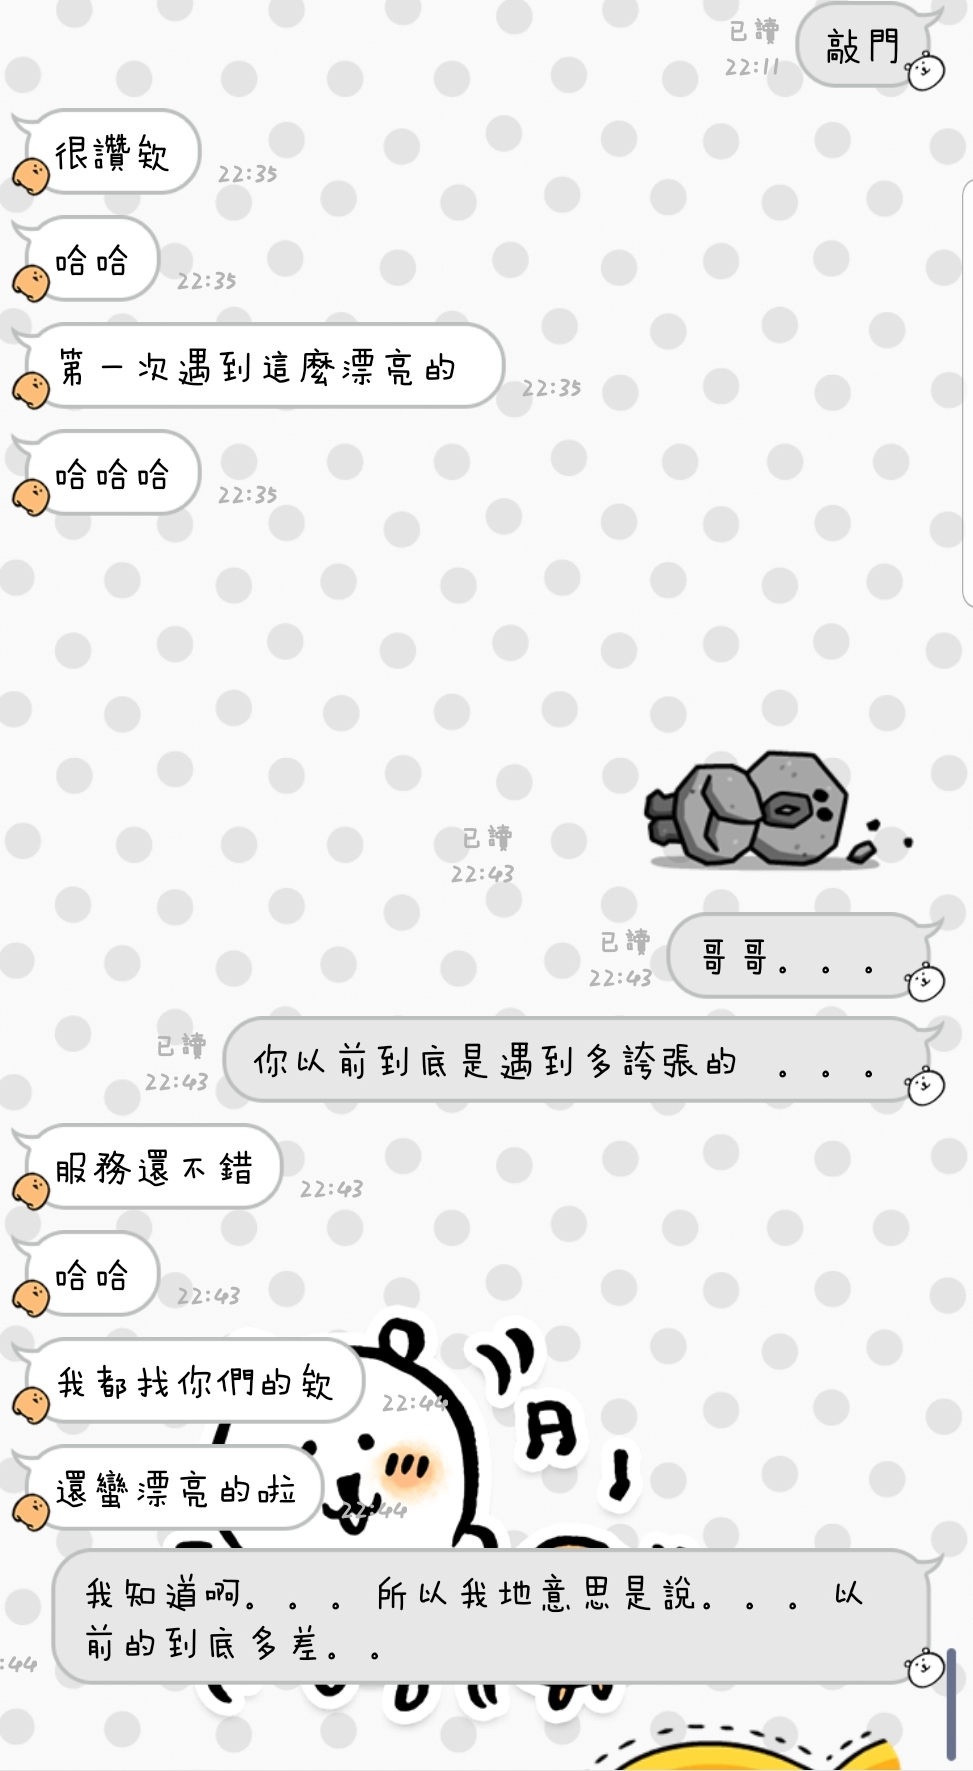 敲門
已讀
22:11
很讚欸
22:35
哈哈
22:35
第一次遇到這麼漂亮的
22:35
哈哈哈
22:35
已讀
22:43
哥哥。。。
已讀
22:43
你以前到底是遇到多誇張的 。。。
已讀
22:43
服務還不錯
22:43
哈哈
22:43
我都找你們的欸
22:44
還蠻漂亮的啦
22:44
我知道啊。。。 所以我地意思是說。。。 以
前的到底多差。。
:44